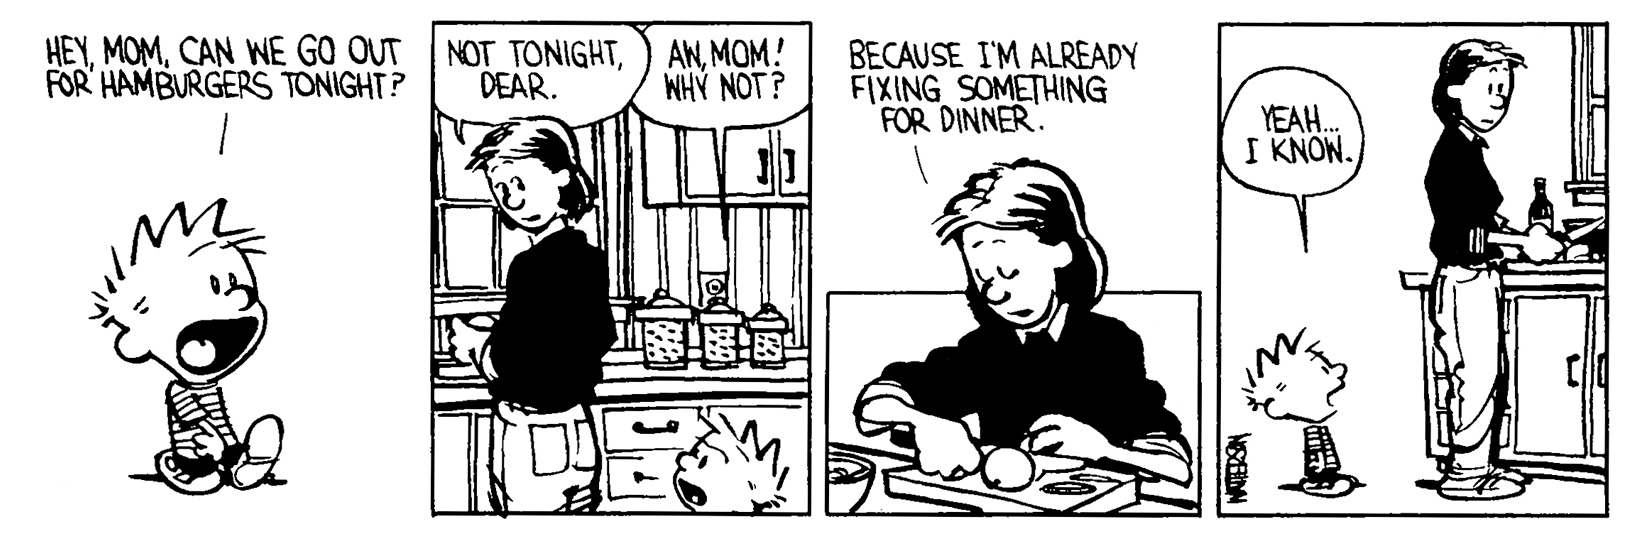 HEY, MOM, CAN WE GO OUT
FOR HAMBURGERS TONIGHT?
NOT TONIGHT,
DEAR.
AW, MOM!
WHY NOT?
BECAUSE I'M ALREADY
FIXING SOMETHING
FOR DINNER.
YEAH...
I KNOW.
WATTERSON